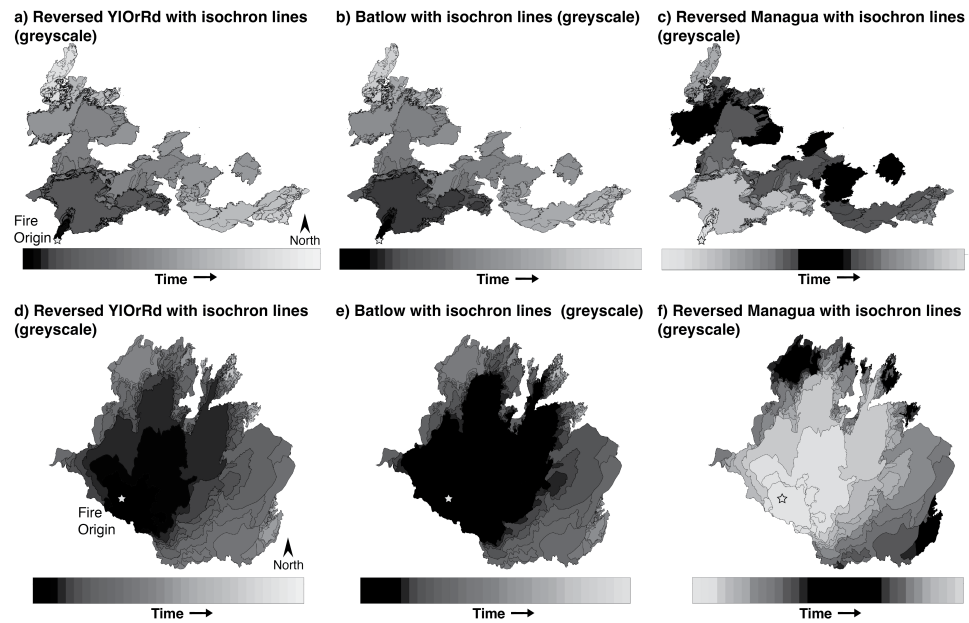 a) Reversed YlOrRd with isochron lines
(greyscale)
b) Batlow with isochron lines (greyscale)
c) Reversed Managua with isochron lines
(greyscale)
Fire
Origin
North
Time
Time
Time
d) Reversed YlOrRd with isochron lines
(greyscale)
e) Batlow with isochron lines (greyscale)
f) Reversed Managua with isochron lines
(greyscale)
Fire
Origin
North
Time
Time
Time